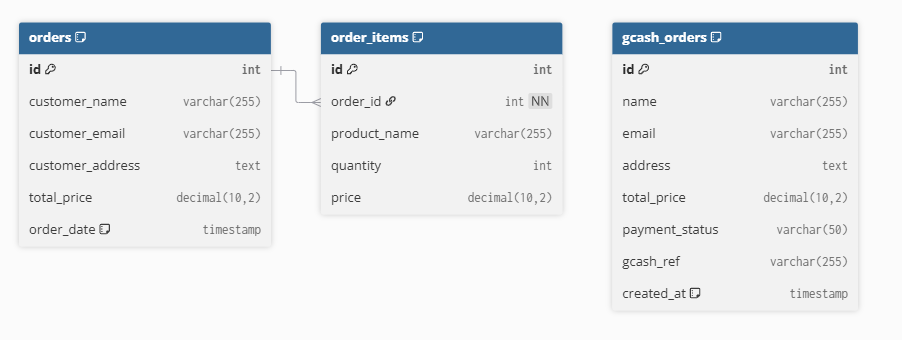 orders
id int
customer_name varchar(255)
customer_email varchar(255)
customer_address text
total_price decimal(10,2)
order_date timestamp
order_items
id int
order_id int NN
product_name varchar(255)
quantity int
price decimal(10,2)
gcash_orders
id int
name varchar(255)
email varchar(255)
address text
total_price decimal(10,2)
payment_status varchar(50)
gcash_ref varchar(255)
created_at timestamp